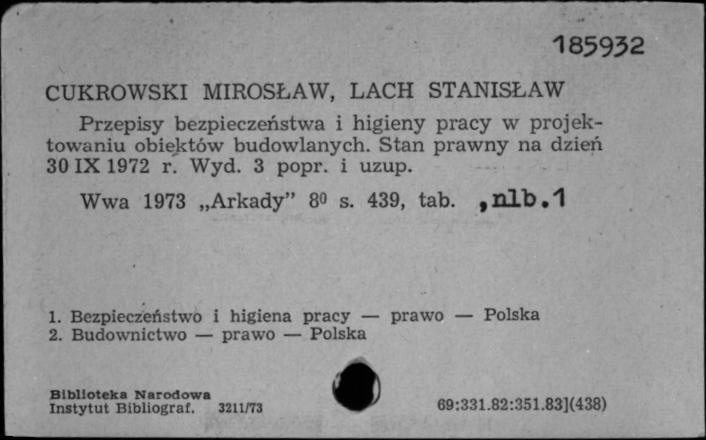 185932
CUKROWSKI MIROSŁAW, LACH STANISŁAW
Przepisy bezpieczeństwa i higieny pracy w projek-
towaniu obiektów budowlanych. Stan prawny na dzień
30 IX 1972 r. Wyd. 3 popr. i uzup.
Wwa 1973 „Arkady” 8⁰ s. 439, tab. ,nlb.1
1. Bezpieczeństwo i higiena pracy — prawo — Polska
2. Budownictwo — prawo — Polska
Biblioteka Narodowa
Instytut Bibliograf. 3211/73 69:331.82:351.83](438)